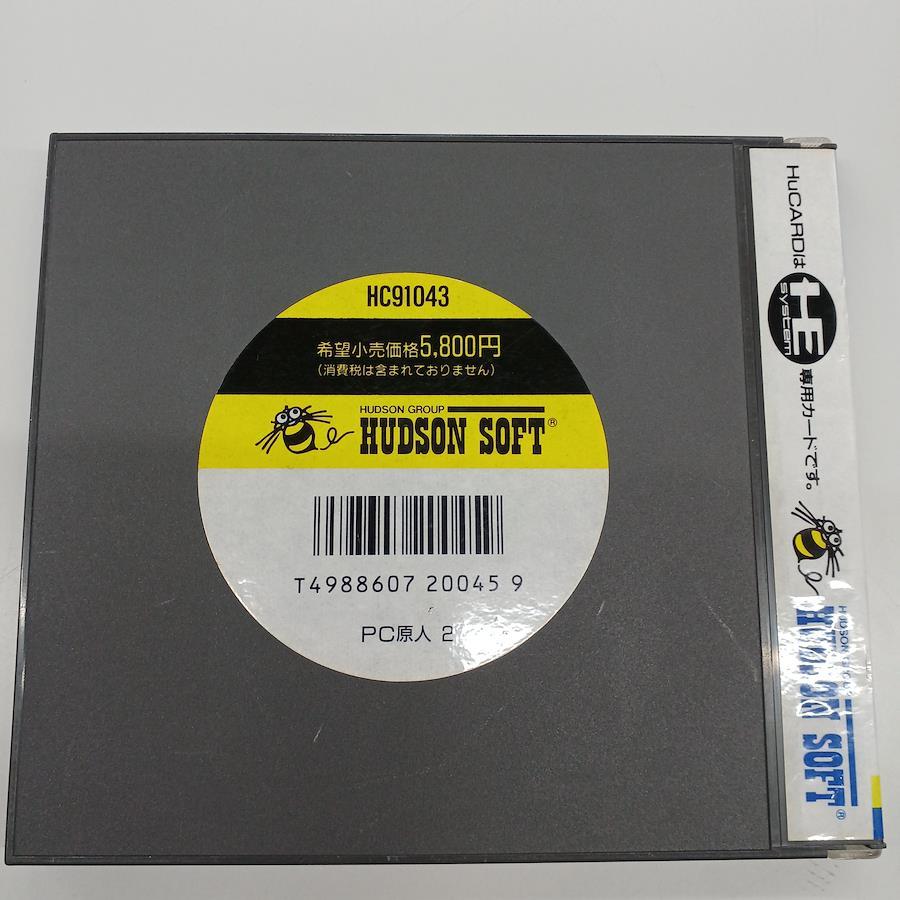 HC91043
希望小売価格5,800円
(消費税は含まれておりません)
HUDSON GROUP
HUDSON SOFT®
T4988607 20045 9
PC原人 2
HuCARDは
HE
system
専用カードです。
HUDSON GROUP
HUDSON SOFT®